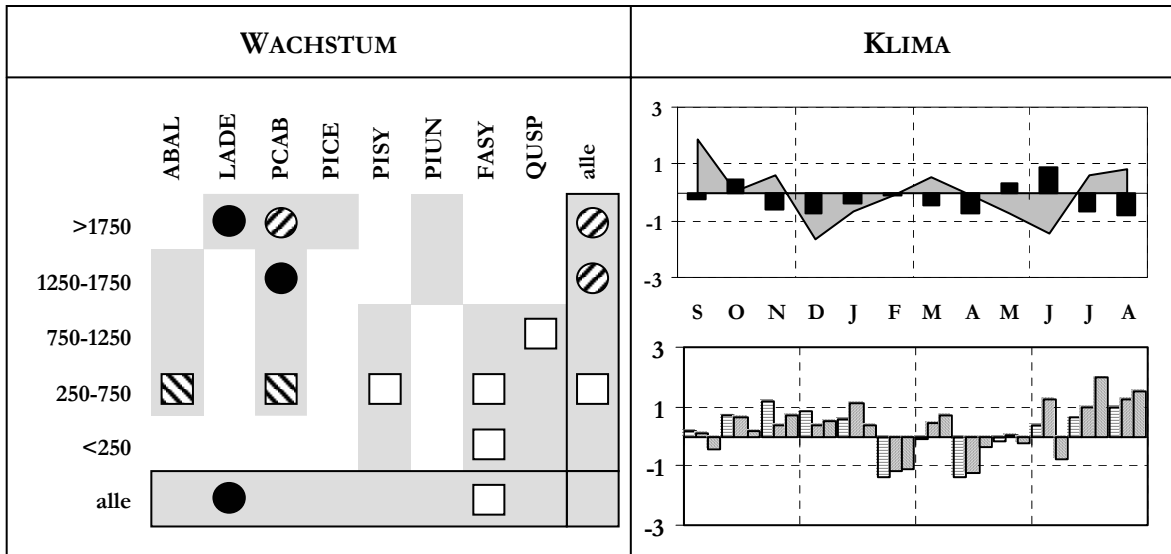 WACHSTUM
KLIMA
ABAL
LADE
PCAB
PICE
PISY
PIUN
FASY
QUSP
alle
>1750
1250-1750
750-1250
250-750
<250
alle
3
1
-1
-3
S O N D J F M A M J J A
3
1
-1
-3